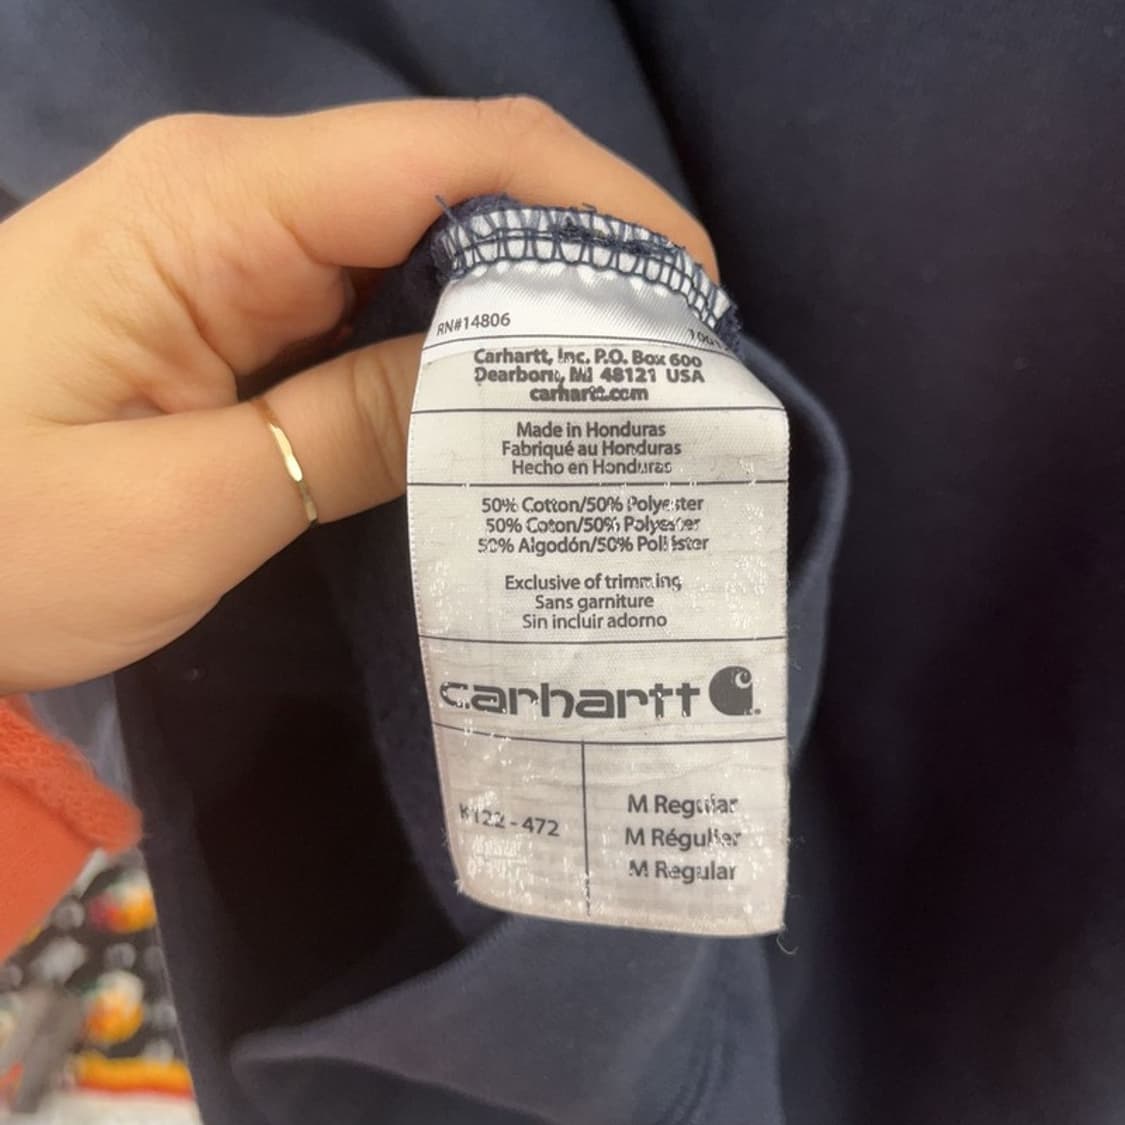 RN#14806
Carhartt, Inc. P.O. Box 600
Dearborn, MI 48121 USA
carhartt.com
Made in Honduras
Fabriqué au Honduras
Hecho en Honduras
50% Cotton/50% Polyester
50% Coton/50% Polyester
50% Algodón/50% Poliéster
Exclusive of trimming
Sans garniture
Sin incluir adorno
carhartt
K122 - 472
M Regular
M Régulier
M Regular